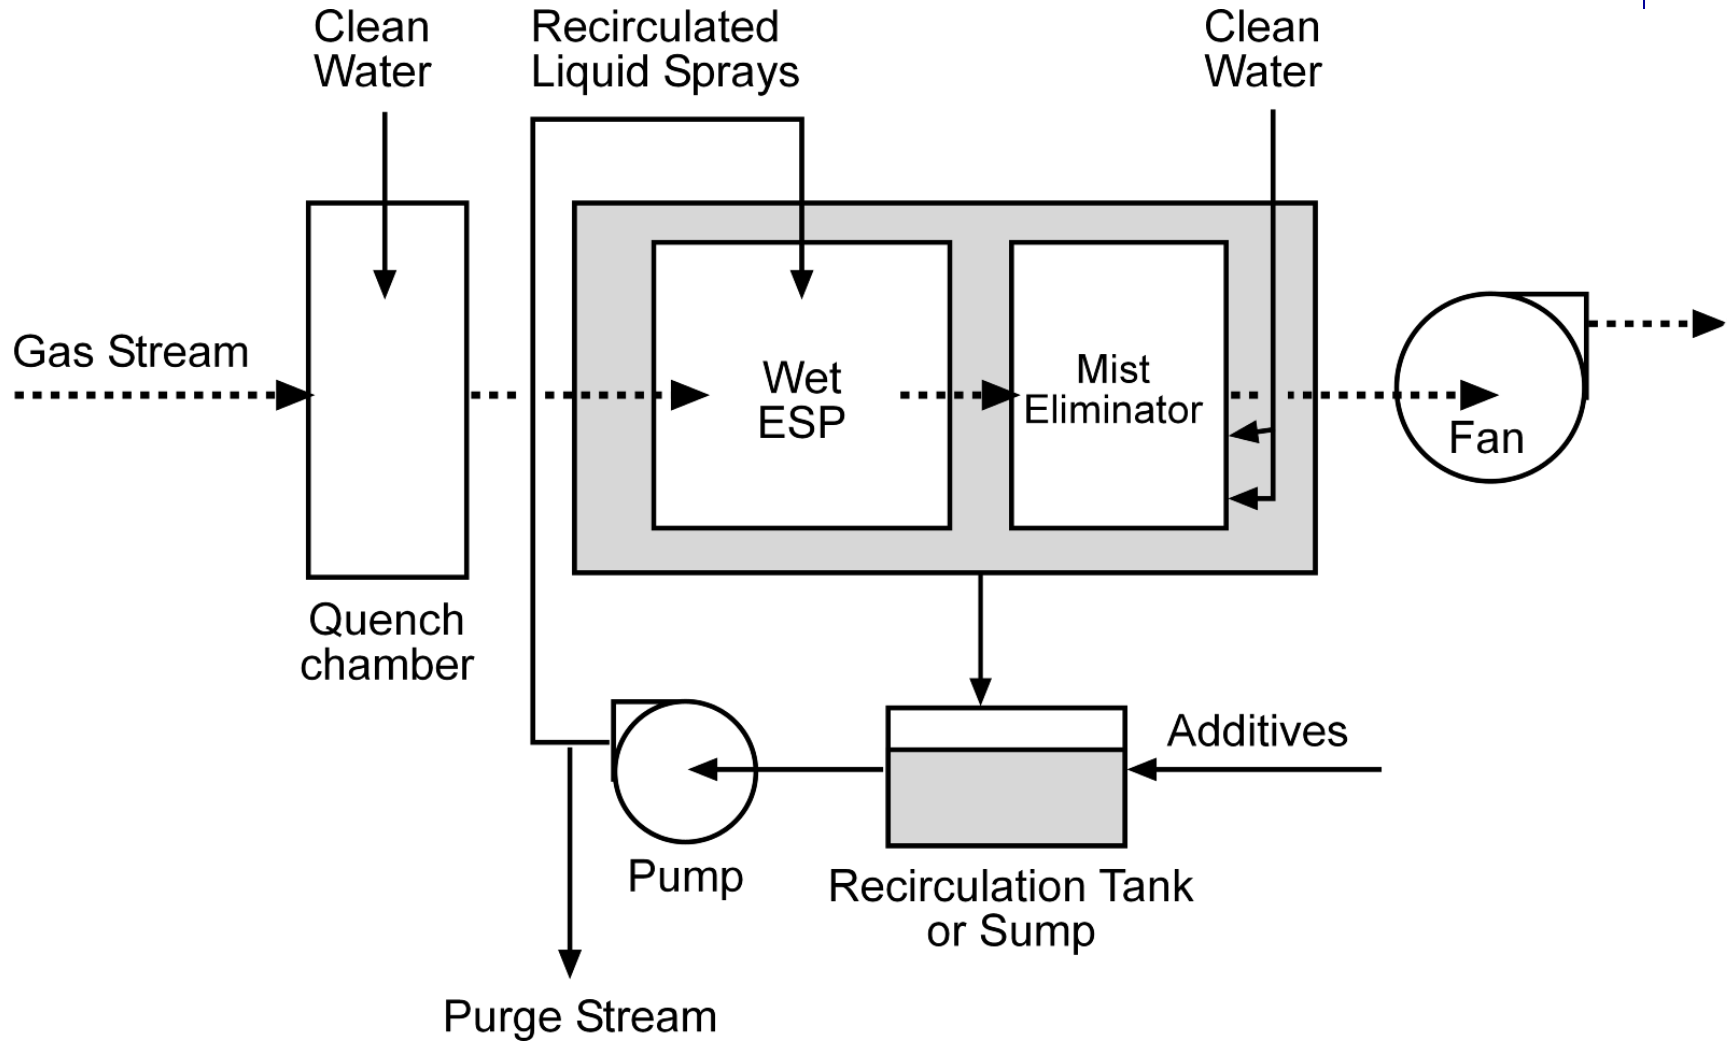 Clean
Water
Recirculated
Liquid Sprays
Clean
Water
Gas Stream
Wet
ESP
Mist
Eliminator
Fan
Quench
chamber
Additives
Pump
Recirculation Tank
or Sump
Purge Stream